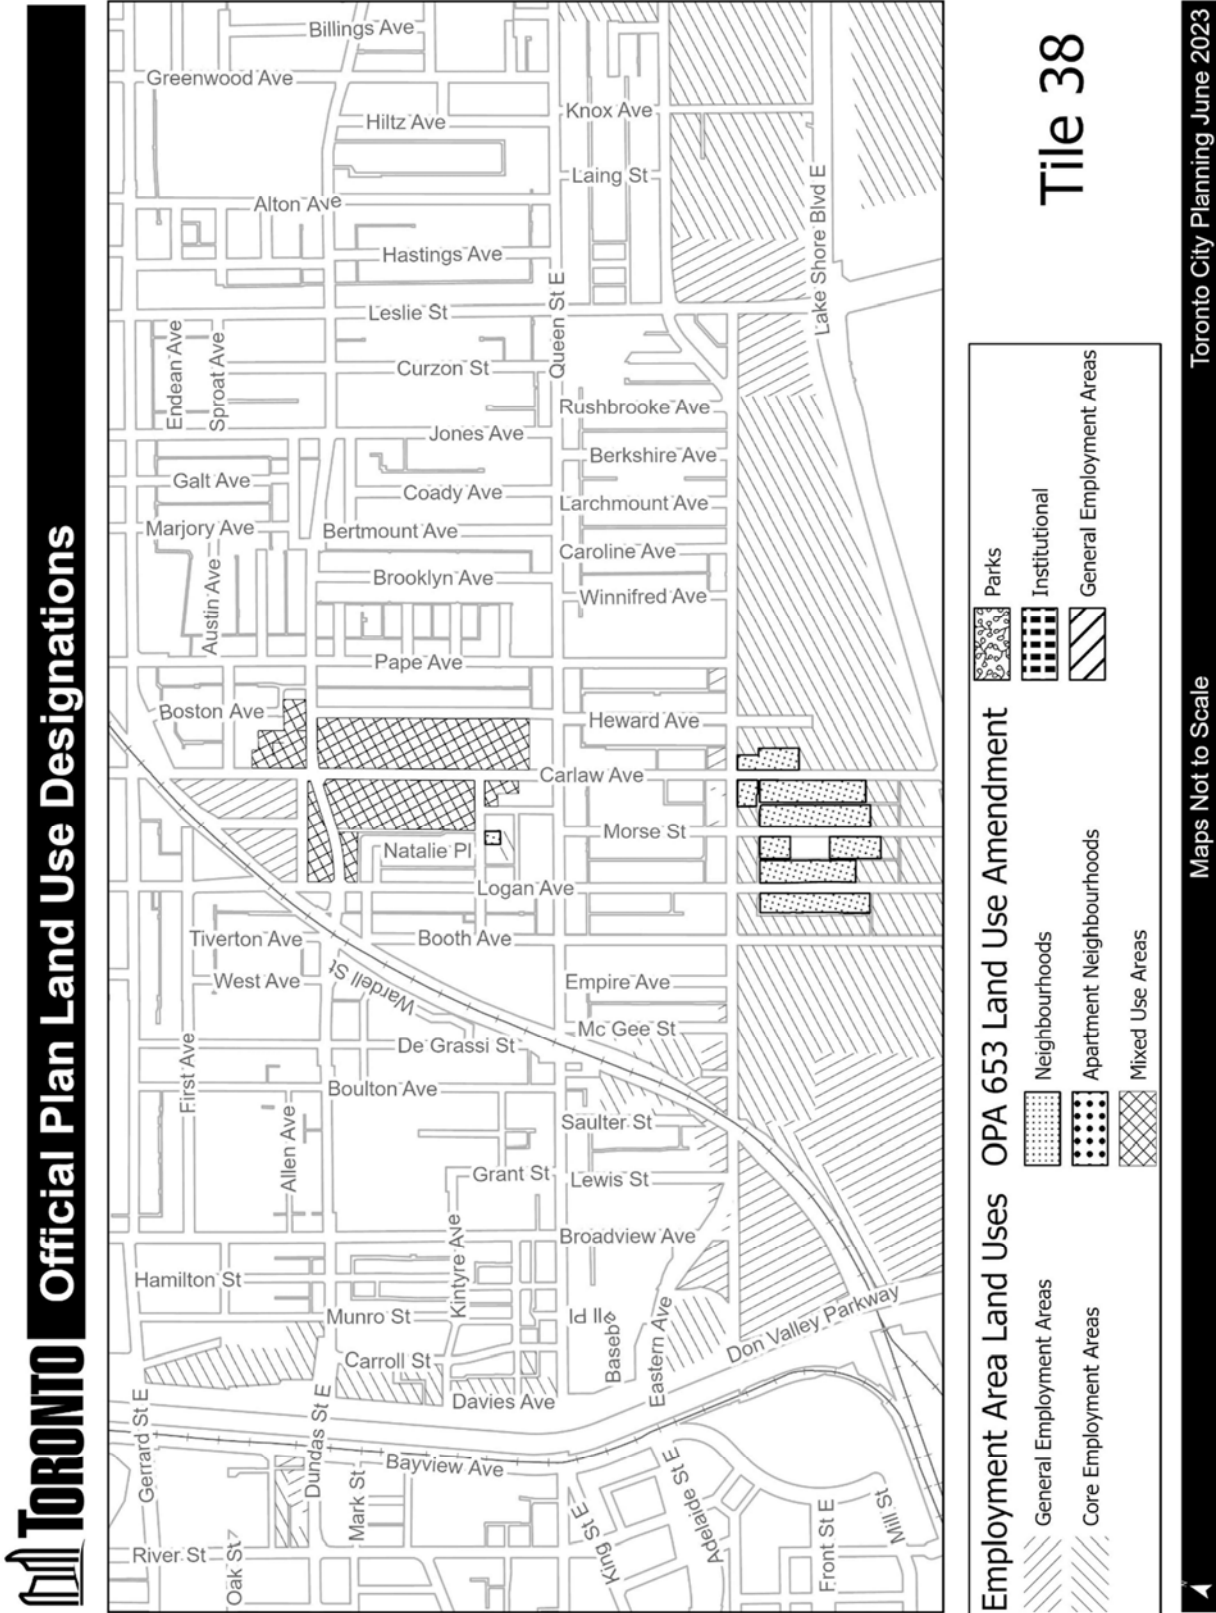 TORONTO
Official Plan Land Use Designations
Gerrard St E
River St
Oak St
Hamilton St
First Ave
Tiverton Ave
West Ave
Boston Ave
Marjory Ave
Galt Ave
Austin Ave
Endean Ave
Sproat Ave
Greenwood Ave
Alton Ave
Billings Ave
Allen Ave
Dundas St E
Mark St
Bayview Ave
Munro St
Carroll St
Davies Ave
Kintyre Ave
Grant St
Boulton Ave
De Grassi St
Wardell St
Booth Ave
Logan Ave
Natalie Pl
Pape Ave
Brooklyn Ave
Bertmount Ave
Coady Ave
Jones Ave
Curzon St
Leslie St
Hastings Ave
Hiltz Ave
Queen St E
Carlaw Ave
King St E
Adelaide St E
Front St E
Mill St
Baseball Pl
Eastern Ave
Don Valley Parkway
Broadview Ave
Lewis St
Saulter St
Mc Gee St
Empire Ave
Morse St
Heward Ave
Winnifred Ave
Caroline Ave
Larchmount Ave
Berkshire Ave
Rushbrooke Ave
Laing St
Knox Ave
Lake Shore Blvd E
Employment Area Land Uses
General Employment Areas
Core Employment Areas
OPA 653 Land Use Amendment
Neighbourhoods
Apartment Neighbourhoods
Mixed Use Areas
Parks
Institutional
General Employment Areas
Tile 38
N
Maps Not to Scale
Toronto City Planning June 2023